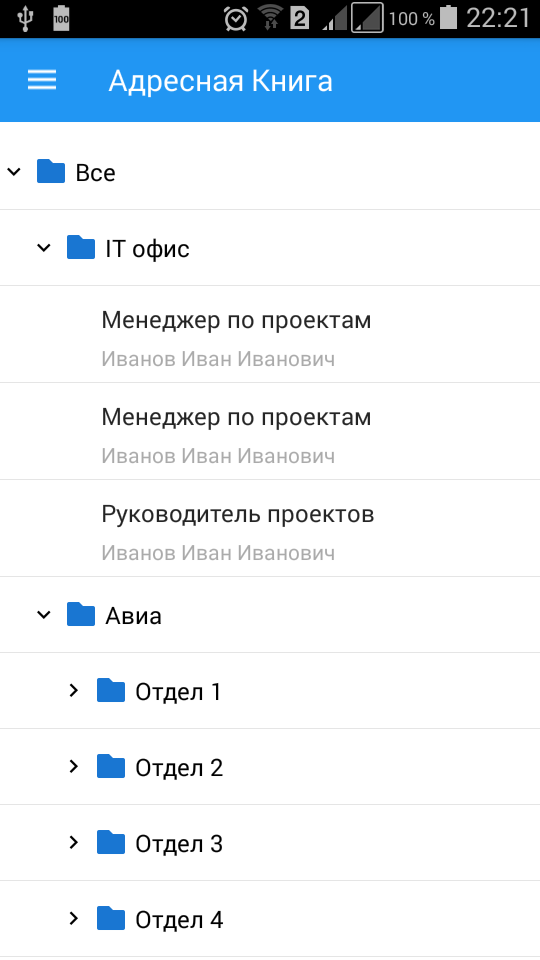 100
2
100 %
22:21
Адресная Книга
Все
IT офис
Менеджер по проектам
Иванов Иван Иванович
Менеджер по проектам
Иванов Иван Иванович
Руководитель проектов
Иванов Иван Иванович
Авиа
Отдел 1
Отдел 2
Отдел 3
Отдел 4